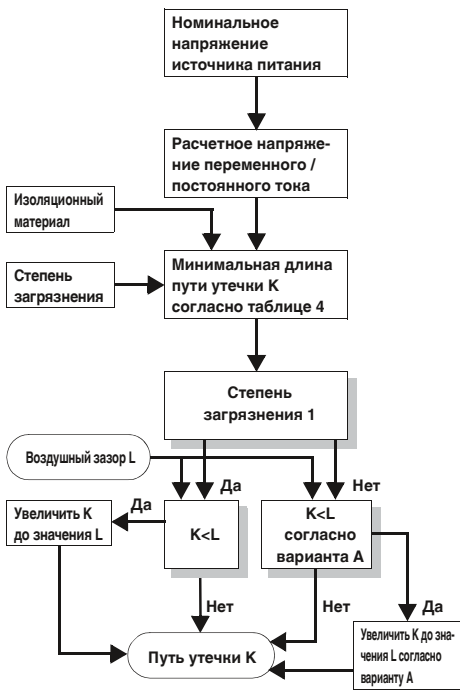 Номинальное
напряжение
источника питания
Расчетное напряже-
ние переменного /
постоянного тока
Изоляционный
материал
Степень
загрязнения
Минимальная длина
пути утечки K
согласно таблице 4
Степень
загрязнения 1
Воздушный зазор L
Да
Нет
Увеличить K
до значения L
Да
K<L
K<L
согласно
варианта A
Нет
Нет
Да
Путь утечки K
Увеличить K до зна-
чения L согласно
варианту A